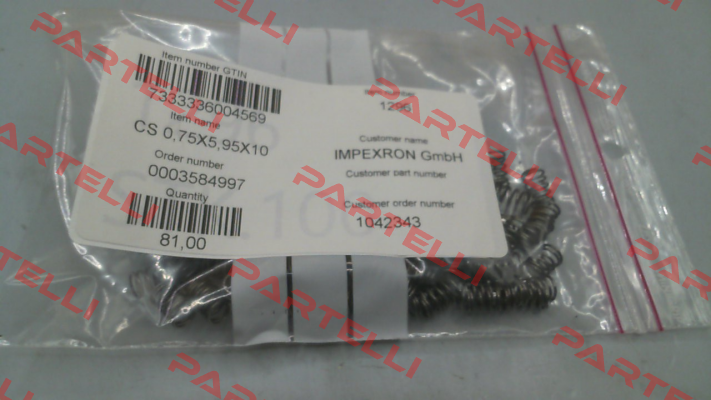 Item number GTIN
7333336004569
Item name
CS 0,75X5,95X10
Order number
0003584997
Quantity
81,00
number
1296
Customer name
IMPEXRON GmbH
Customer part number
Customer order number
1042343
PARTELLI
PARTELLI
PARTELLI
PARTELLI
PARTELLI
PARTELLI
PARTELLI
PARTELLI